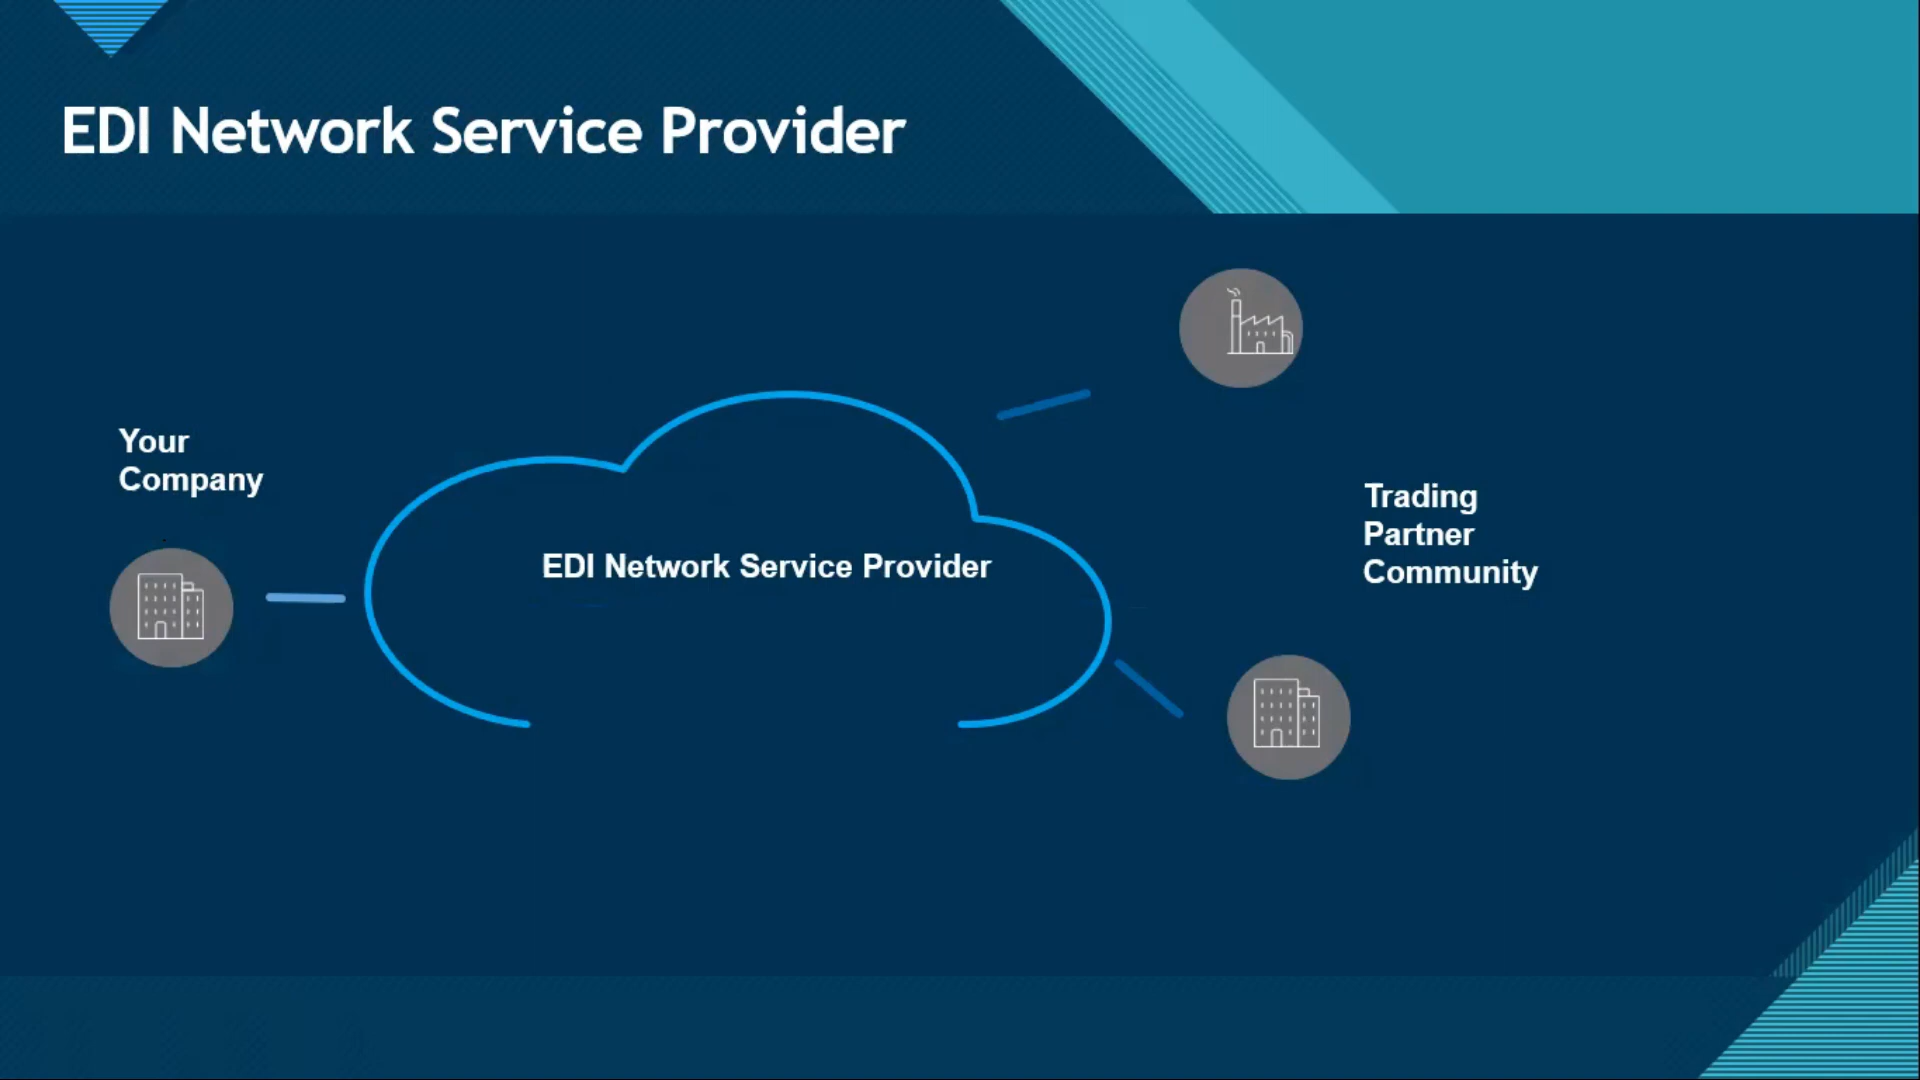 EDI Network Service Provider
Your
Company
EDI Network Service Provider
Trading
Partner
Community